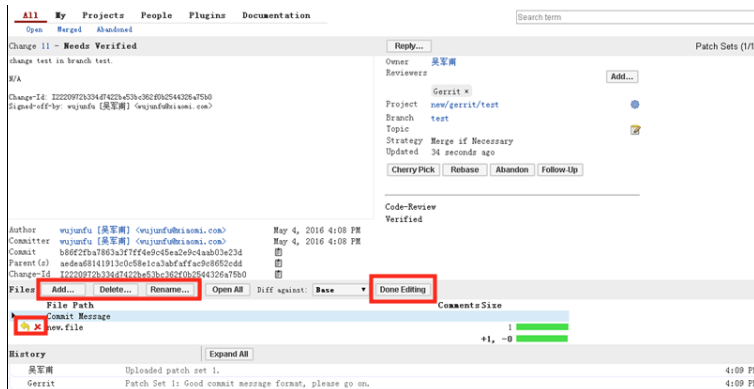 All My Projects People Plugins Documentation
Search term
Open Merged Abandoned
Change 11 - Needs Verified
Reply...
Patch Sets (1/1
change test in branch test.
N/A
Change-Id: I2220972b334d7422be53bc362f0b2544326a75b0
Signed-off-by: wujunfu [吴军甫] <wujunfu@xiaomi.com>
Owner 吴军甫
Reviewers
Add...
Gerrit ×
Project new/gerrit/test
Branch test
Topic
Strategy Merge if Necessary
Updated 34 seconds ago
Cherry Pick Rebase Abandon Follow-Up
Code-Review
Verified
Author wujunfu [吴军甫] <wujunfu@xiaomi.com> May 4, 2016 4:08 PM
Committer wujunfu [吴军甫] <wujunfu@xiaomi.com> May 4, 2016 4:08 PM
Commit b86f2fba7863a3f7ff4e9c45ea2e9c4aab03e23d
Parent(s) aedea68141913c0c58e1ca3abfaffac9c8652cdd
Change-Id I2220972b334d7422be53bc362f0b2544326a75b0
Files Add... Delete... Rename... Open All Diff against: Base Done Editing
File Path Comments Size
Commit Message
new.file 1
+1, -0
History Expand All
吴军甫 Uploaded patch set 1. 4:09 P
Gerrit Patch Set 1: Good commit message format, please go on. 4:09 P